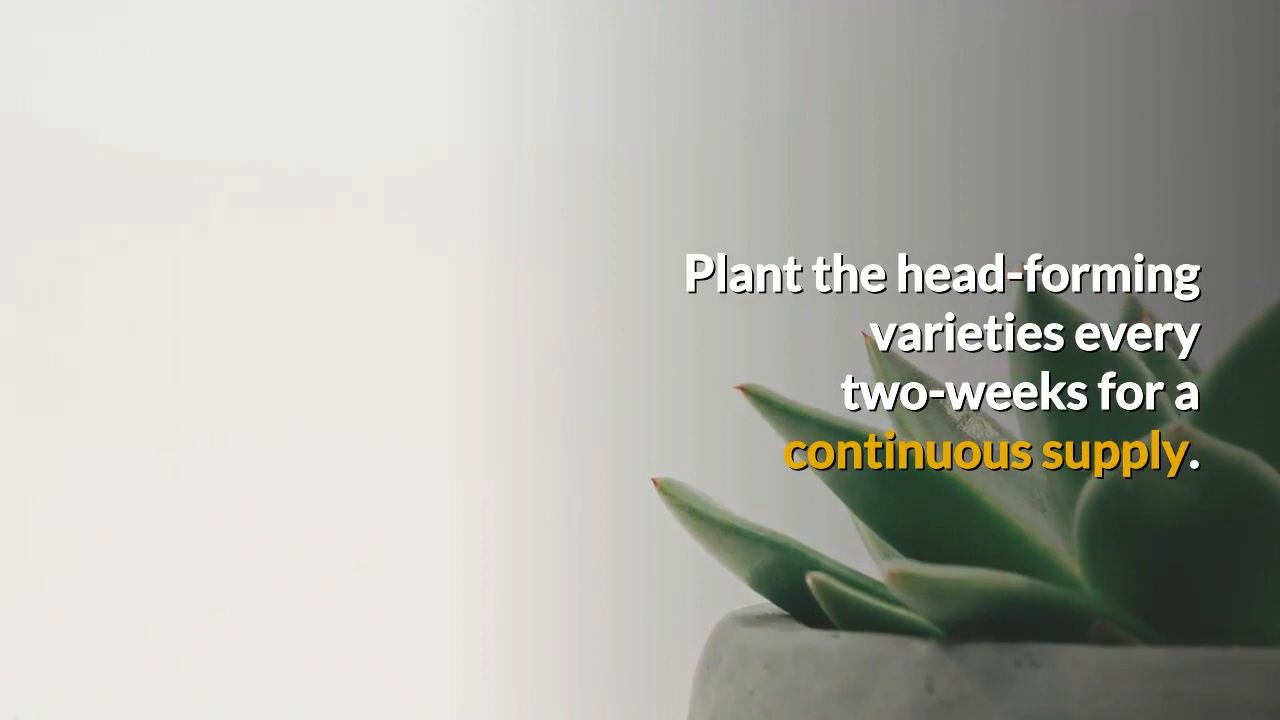 Plant the head-forming
varieties every
two-weeks for a
continuous supply.